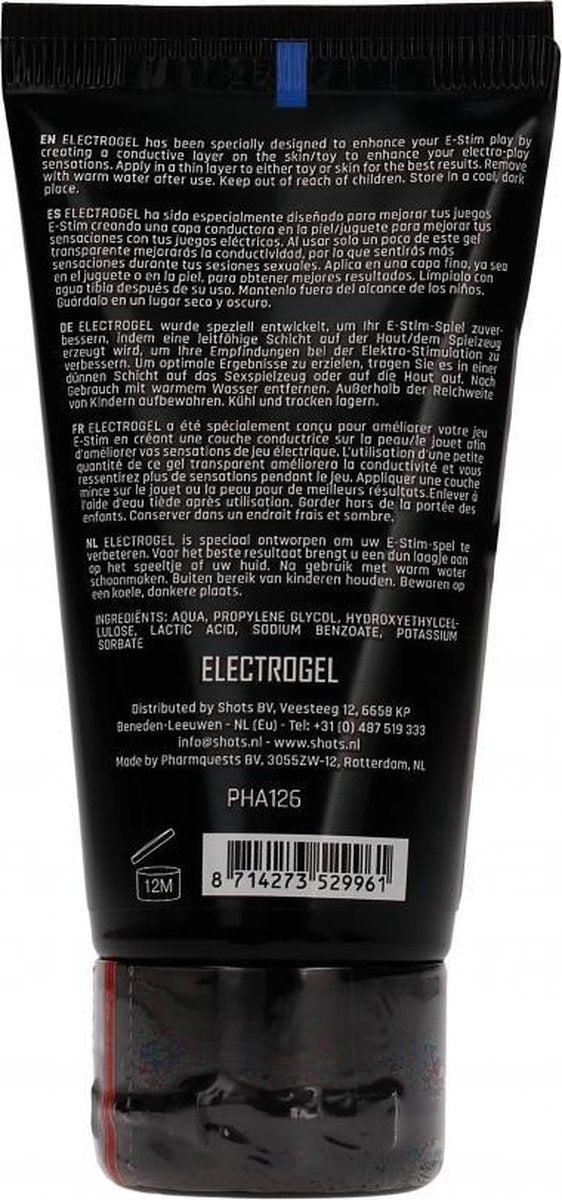 EN ELECTROGEL has been specially designed to enhance your E-Stim play by
creating a conductive layer on the skin/toy to enhance your electro-play
sensations. Apply in a thin layer to either toy or skin for the best results. Remove
with warm water after use. Keep out of reach of children. Store in a cool, dark
place.
ES ELECTROGEL ha sido especialmente diseñado para mejorar tus juegos
E-Stim creando una capa conductora en la piel/juguete para mejorar tus
sensaciones con tus juegos eléctricos. Al usar solo un poco de este gel
transparente mejorarás la conductividad, por lo que sentirás más
sensaciones durante tus sesiones sexuales. Aplica en una capa fina, ya sea
en el juguete o en la piel, para obtener mejores resultados. Límpialo con
agua tibia después de su uso. Mantenlo fuera del alcance de los niños.
Guárdalo en un lugar seco y oscuro.
DE ELECTROGEL wurde speziell entwickelt, um Ihr E-Stim-Spiel zuver-
bessern, indem eine leitföhige Schicht auf der Haut/dem Spielzeug
erzeugt wird, um Ihre Empfindungen bei der Elektro-Stimulation zu
verbessern. Um optimale Ergebnisse zu erzielen, tragen Sie es in einer
dünnen Schicht auf das Sexspielzeug oder auf die Haut auf. Nach
Gebrauch mit warmem Wasser entfernen. Außerhalb der Reichweite
von Kindern aufbewahren. Kühl und trocken lagern.
FR ELECTROGEL a été spécialement conçu pour améliorer votre jeu
E-Stim en créant une couche conductrice sur la peau/le jouet afin
d'améliorer vos sensations de jeu électrique. L'utilisation d'une petite
quantité de ce gel transparent améliorera la conductivité et vous
ressentirez plus de sensations pendant le jeu. Appliquer une couche
mince sur le jouet ou la peau pour de meilleurs résultats.Enlever à
l'aide d'eau tiède après utilisation. Garder hors de la portée des
enfants. Conserver dans un endrait frais et sombre.
NL ELECTROGEL is speciaal ontworpen om uw E-Stim-spel te
verbeteren. Voor het beste resultaat brengt u een dun laagje aan
op het speeltje of uw huid. Na gebruik met warm water
schoonmaken. Buiten bereik van kinderen houden. Bewaren op
een koele, donkere plaats.
INGREDIËNTS: AQUA, PROPYLENE GLYCOL, HYDROXYETHYLCEL-
LULOSE, LACTIC ACID, SODIUM BENZOATE, POTASSIUM
SORBATE
ELECTROGEL
Distributed by Shots BV, Veesteeg 12, 6658 KP
Beneden-Leeuwen - NL (Eu) - Tel: +31 (0) 487 519 333
info@shots.nl - www.shots.nl
Made by Pharmquests BV, 3055ZW-12, Rotterdam, NL
PHA126
12M
8 714273 529961